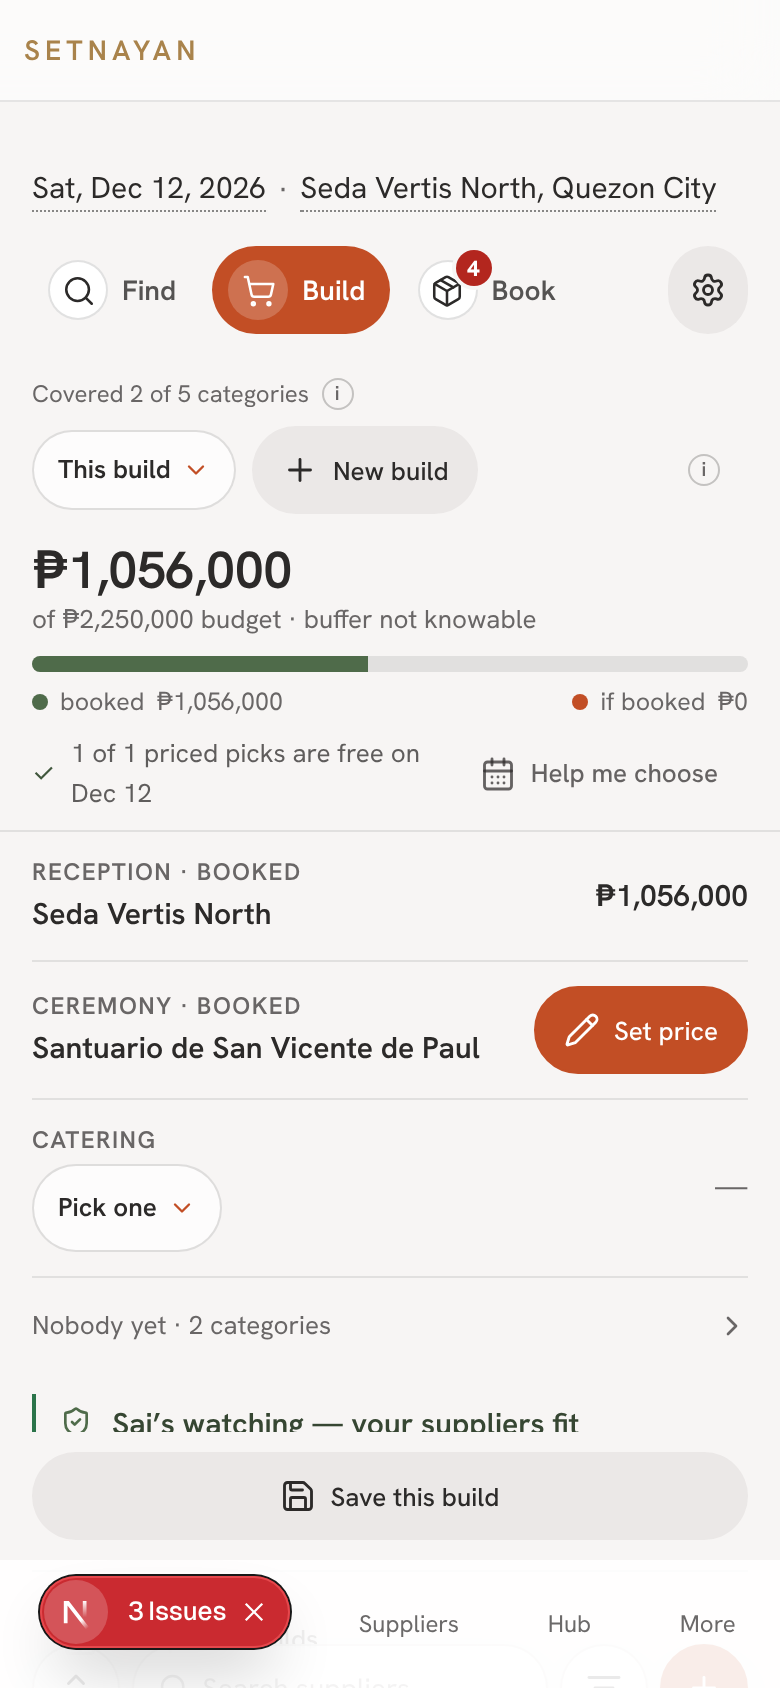 SETNAYAN
Sat, Dec 12, 2026 · Seda Vertis North, Quezon City
Find Build 4 Book
Covered 2 of 5 categories i
This build + New build i
₱1,056,000
of ₱2,250,000 budget · buffer not knowable
booked ₱1,056,000 if booked ₱0
1 of 1 priced picks are free on
Dec 12
Help me choose
RECEPTION · BOOKED
Seda Vertis North
₱1,056,000
CEREMONY · BOOKED
Santuario de San Vicente de Paul
Set price
CATERING
Pick one
—
Nobody yet · 2 categories
Sai’s watching — your suppliers fit
Save this build
N 3 Issues
Suppliers Hub More
Search suppliers